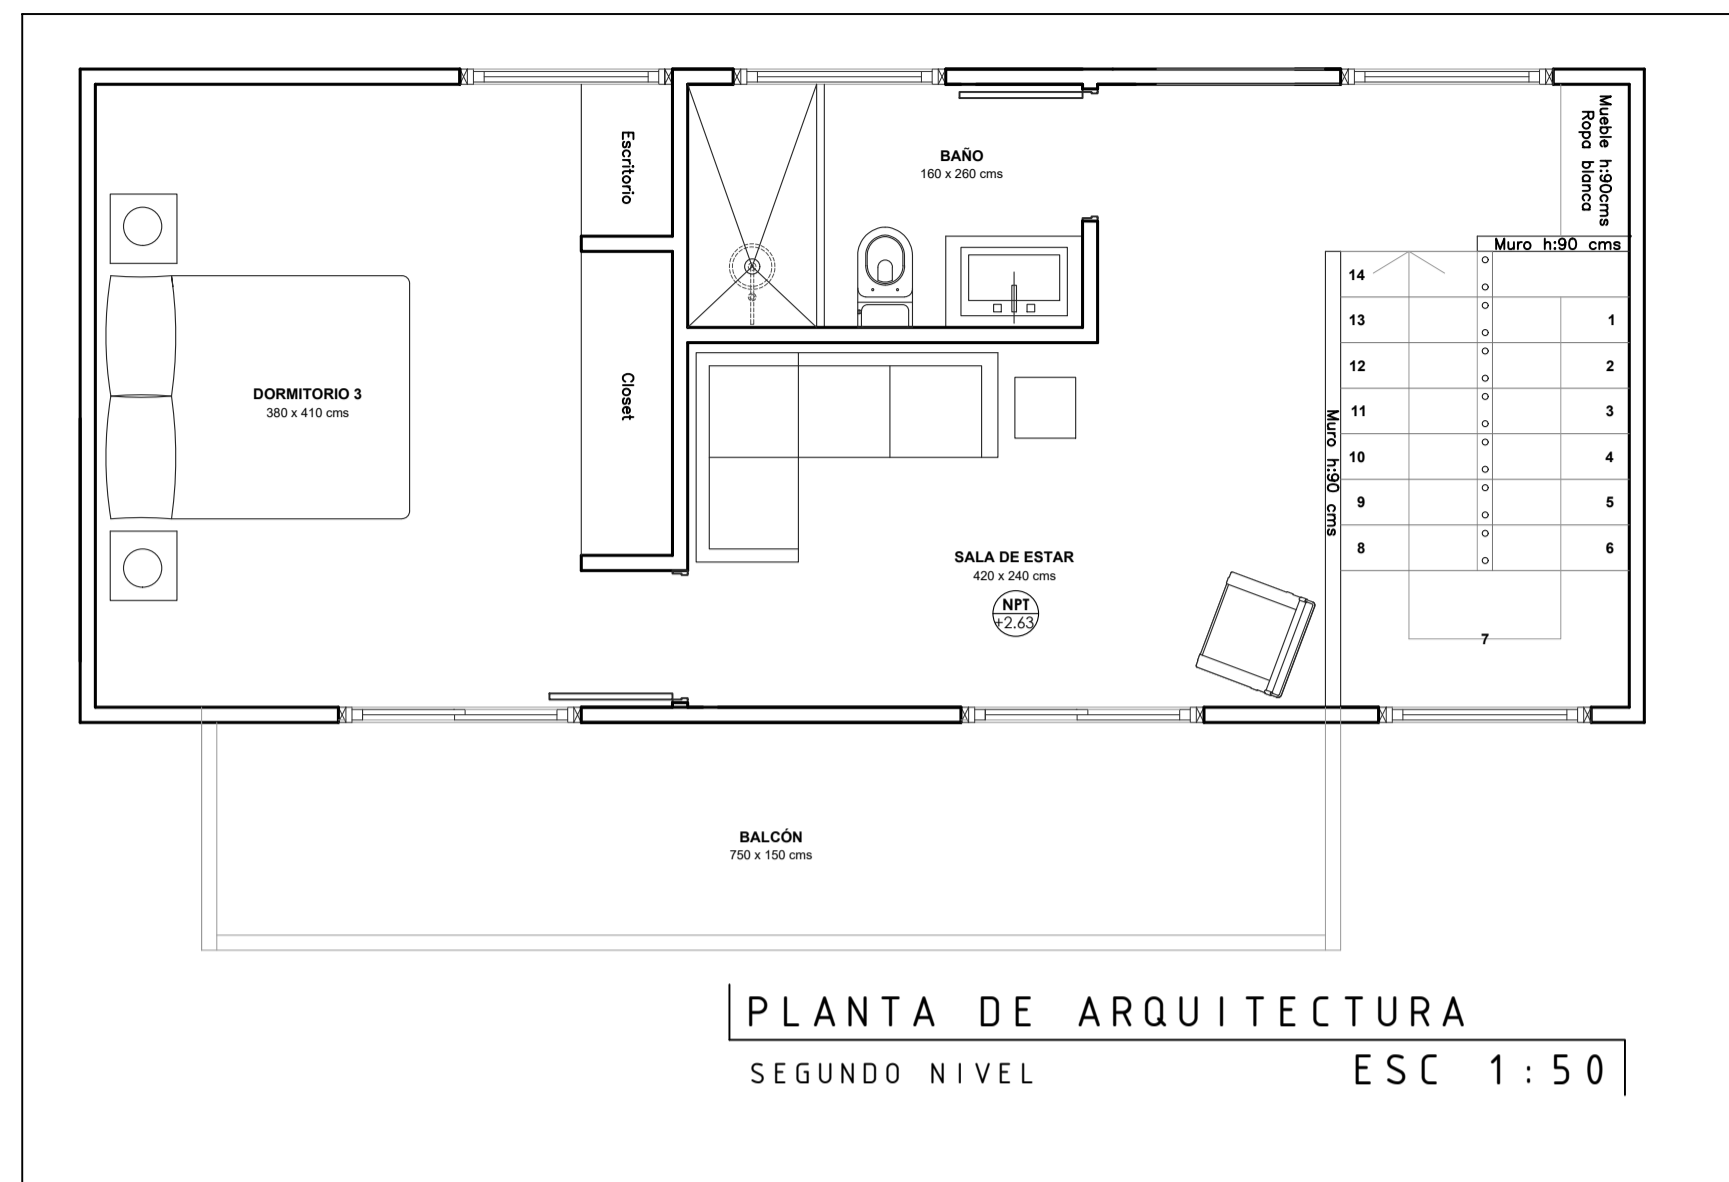 Escritorio
BAÑO
160 x 260 cms
Mueble h:90cms
Ropa blanca
Muro h:90 cms
14
13
12
11
10
9
8
1
2
3
4
5
6
7
Muro h:90 cms
DORMITORIO 3
380 x 410 cms
Closet
SALA DE ESTAR
420 x 240 cms
NPT
+2.63
BALCÓN
750 x 150 cms
PLANTA DE ARQUITECTURA
SEGUNDO NIVEL
ESC 1:50